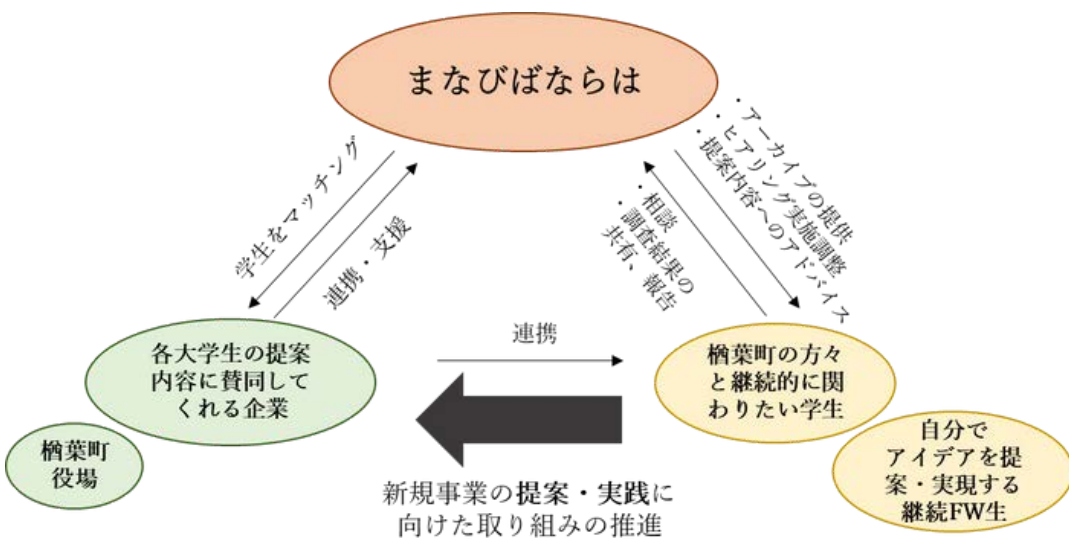 まなびばならは
学生をマッチング
連携・支援
・相談
・調査結果の
共有、報告
・アーカイブの提供
・ヒアリング実施調整
・提案内容へのアドバイス
各大学生の提案
内容に賛同して
くれる企業
楢葉町
役場
連携
新規事業の提案・実践に
向けた取り組みの推進
楢葉町の方々
と継続的に関
わりたい学生
自分で
アイデアを提
案・実現する
継続FW生